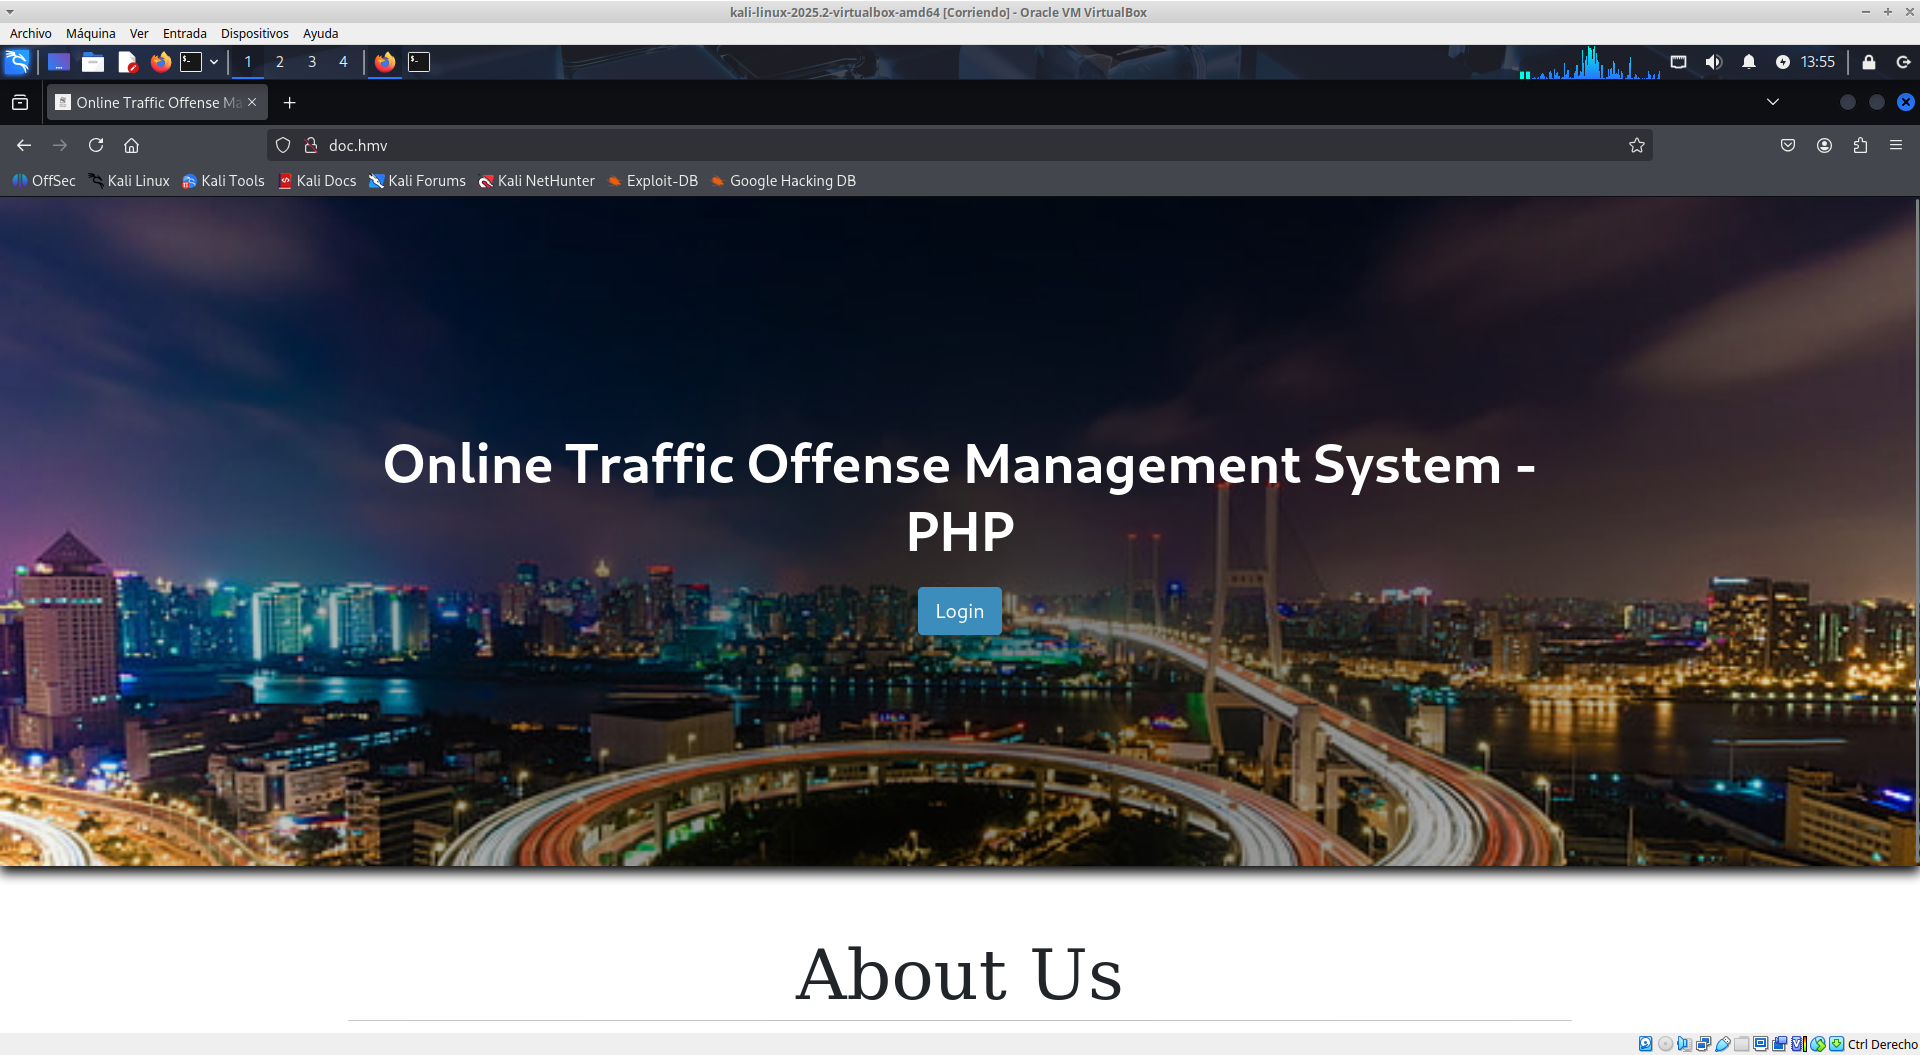 kali-linux-2025.2-virtualbox-amd64 [Corriendo] - Oracle VM VirtualBox
Archivo Máquina Ver Entrada Dispositivos Ayuda
1 2 3 4 13:55
Online Traffic Offense Ma
doc.hmv
OffSec Kali Linux Kali Tools Kali Docs Kali Forums Kali NetHunter Exploit-DB Google Hacking DB
Online Traffic Offense Management System -
PHP
Login
About Us
Ctrl Derecho